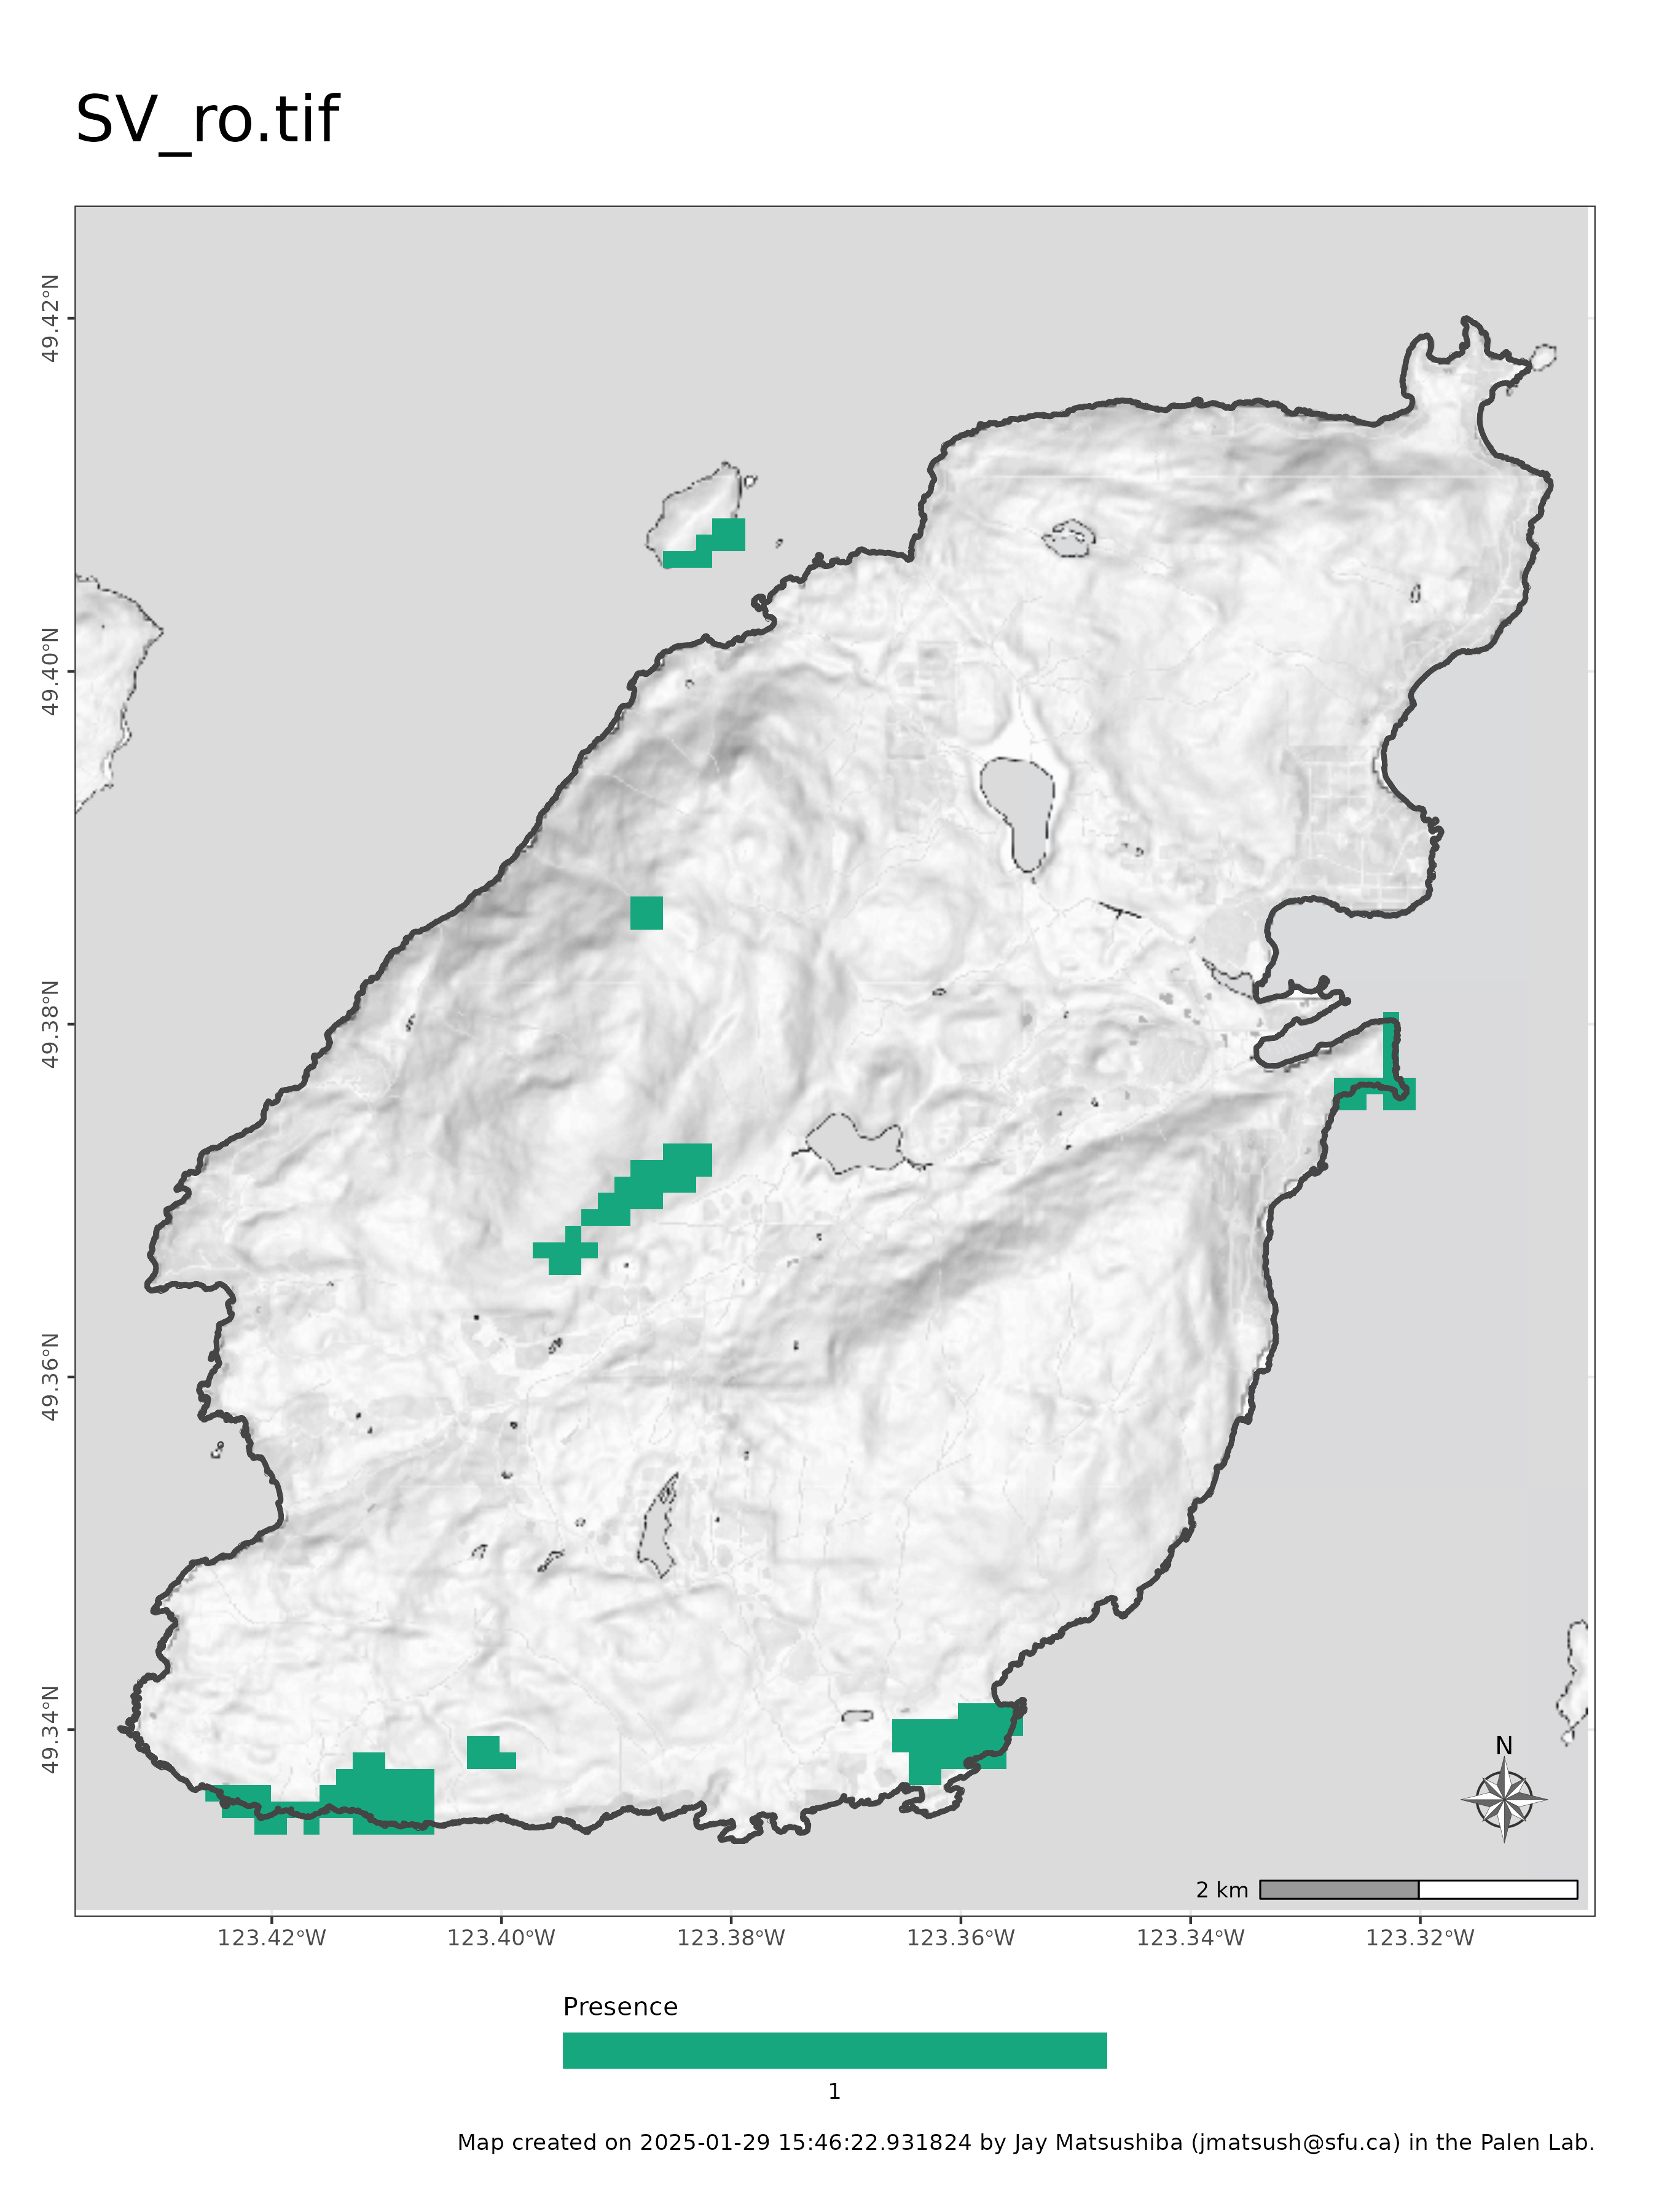 SV_ro.tif
49.42°N
49.40°N
49.38°N
49.36°N
49.34°N
N
2 km
123.42°W 123.40°W 123.38°W 123.36°W 123.34°W 123.32°W
Presence
1
Map created on 2025-01-29 15:46:22.931824 by Jay Matsushiba (jmatsush@sfu.ca) in the Palen Lab.